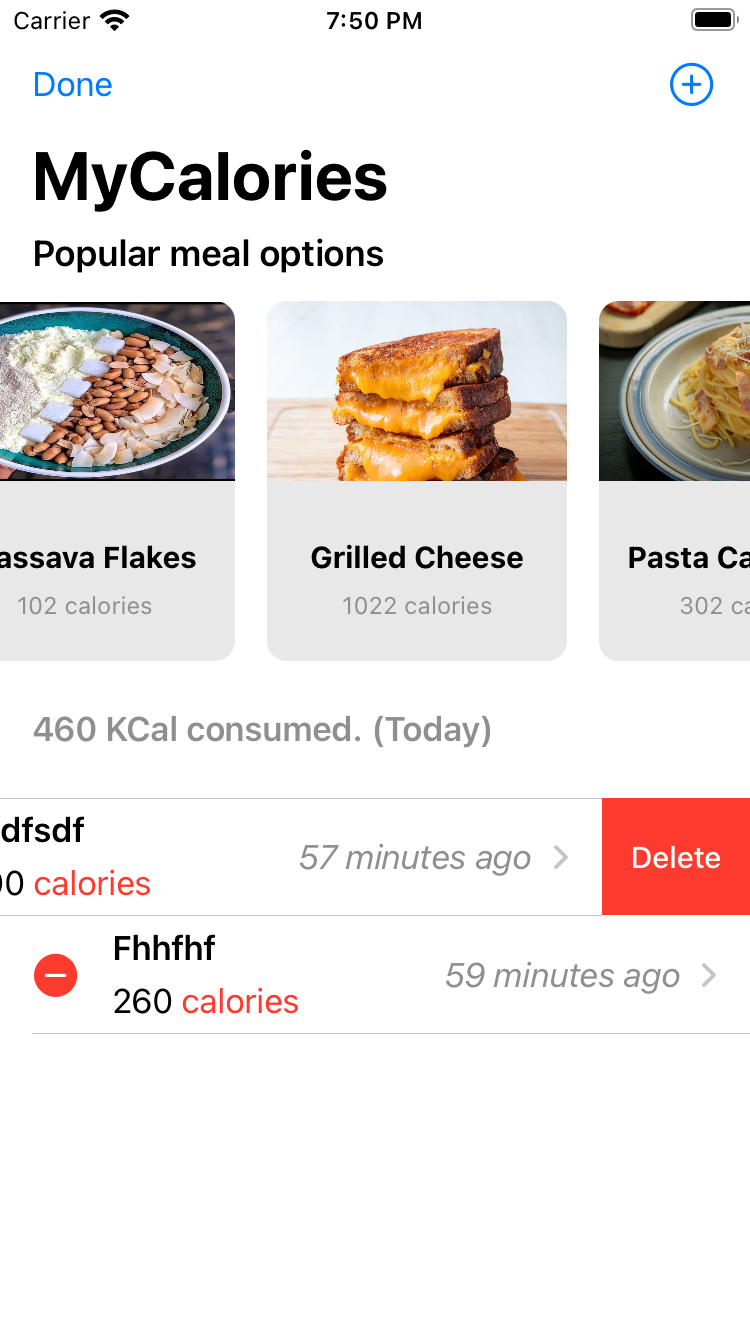 Carrier 7:50 PM
Done
MyCalories
Popular meal options
assava Flakes
102 calories
Grilled Cheese
1022 calories
Pasta Ca
302 ca
460 KCal consumed. (Today)
dfsdf
00 calories
57 minutes ago
Delete
Fhhfhf
260 calories
59 minutes ago